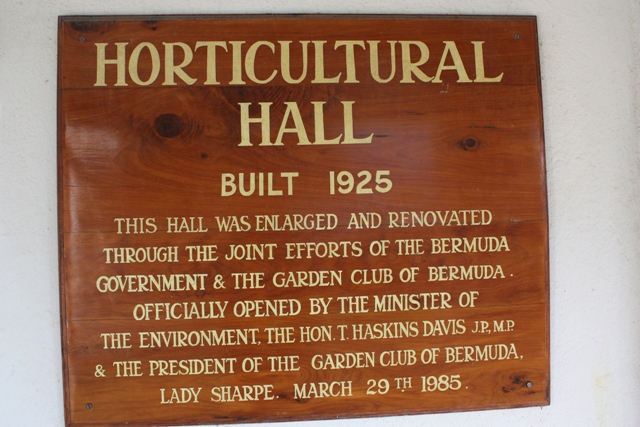 HORTICULTURAL
HALL
BUILT 1925
THIS HALL WAS ENLARGED AND RENOVATED
THROUGH THE JOINT EFFORTS OF THE BERMUDA
GOVERNMENT & THE GARDEN CLUB OF BERMUDA.
OFFICIALLY OPENED BY THE MINISTER OF
THE ENVIRONMENT, THE HON. T. HASKINS DAVIS J.P., M.P.
& THE PRESIDENT OF THE GARDEN CLUB OF BERMUDA,
LADY SHARPE. MARCH 29TH 1985.